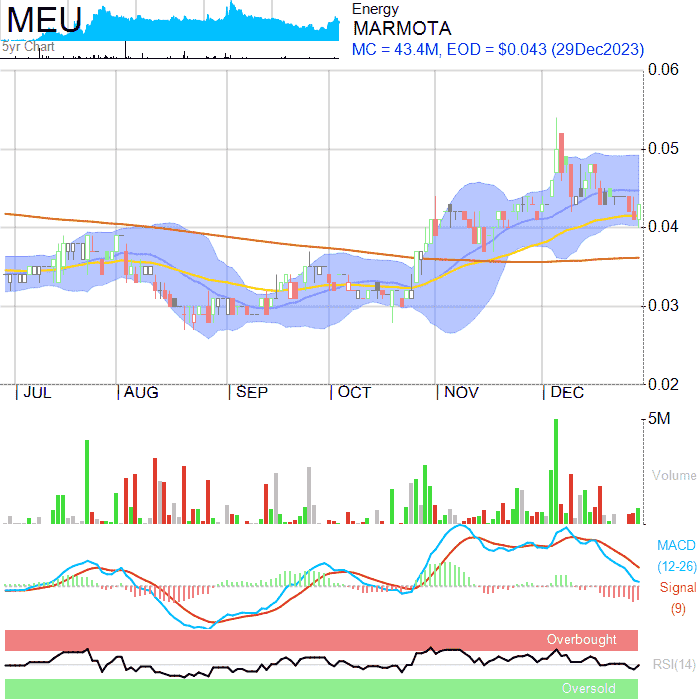 MEU
5yr Chart
Energy
MARMOTA
MC = 43.4M, EOD = $0.043 (29Dec2023)
0.06
0.05
0.04
0.03
0.02
JUL AUG SEP OCT NOV DEC
5M
Volume
MACD
(12-26)
Signal
(9)
Overbought
RSI(14)
Oversold